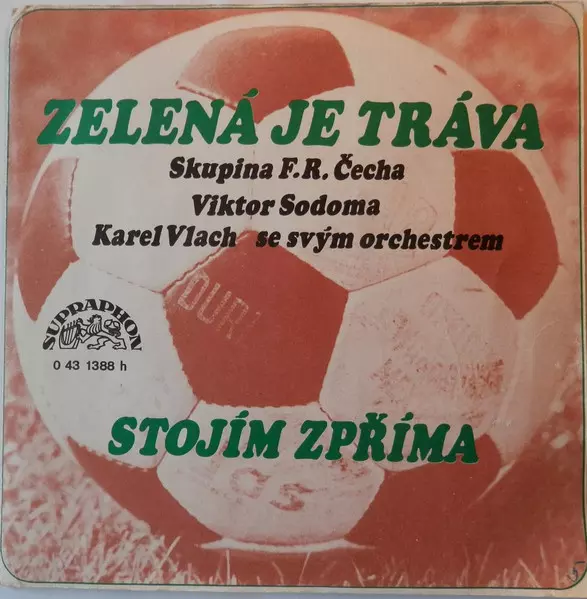 ZELENÁ JE TRÁVA
Skupina F.R. Čecha
Viktor Sodoma
Karel Vlach se svým orchestrem
SUPRAPHON
0 43 1388 h
STOJÍM ZPŘÍMA